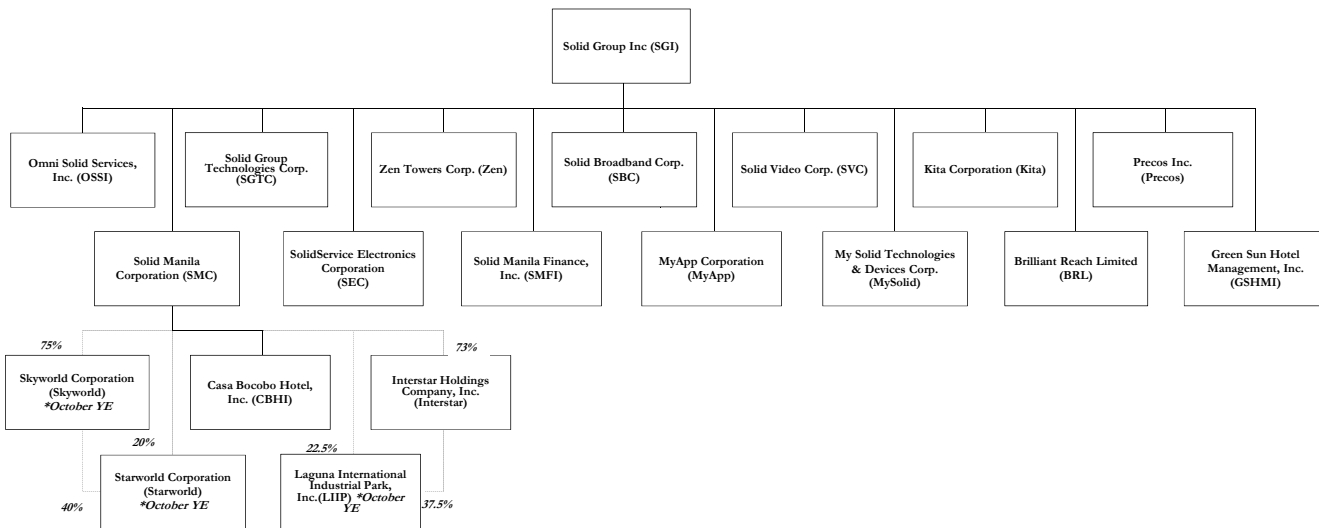 Solid Group Inc (SGI)
Omni Solid Services,
Inc. (OSSI)
Solid Group
Technologies Corp.
(SGTC)
Zen Towers Corp. (Zen)
Solid Broadband Corp.
(SBC)
Solid Video Corp. (SVC)
Kita Corporation (Kita)
Precos Inc.
(Precos)
Solid Manila
Corporation (SMC)
SolidService Electronics
Corporation
(SEC)
Solid Manila Finance,
Inc. (SMFI)
MyApp Corporation
(MyApp)
My Solid Technologies
& Devices Corp.
(MySolid)
Brilliant Reach Limited
(BRL)
Green Sun Hotel
Management, Inc.
(GSHMI)
75%
73%
Skyworld Corporation
(Skyworld)
*October YE
Casa Bocobo Hotel,
Inc. (CBHI)
Interstar Holdings
Company, Inc.
(Interstar)
20%
22.5%
Starworld Corporation
(Starworld)
*October YE
Laguna International
Industrial Park,
Inc.(LIIP) *October
YE
40%
37.5%